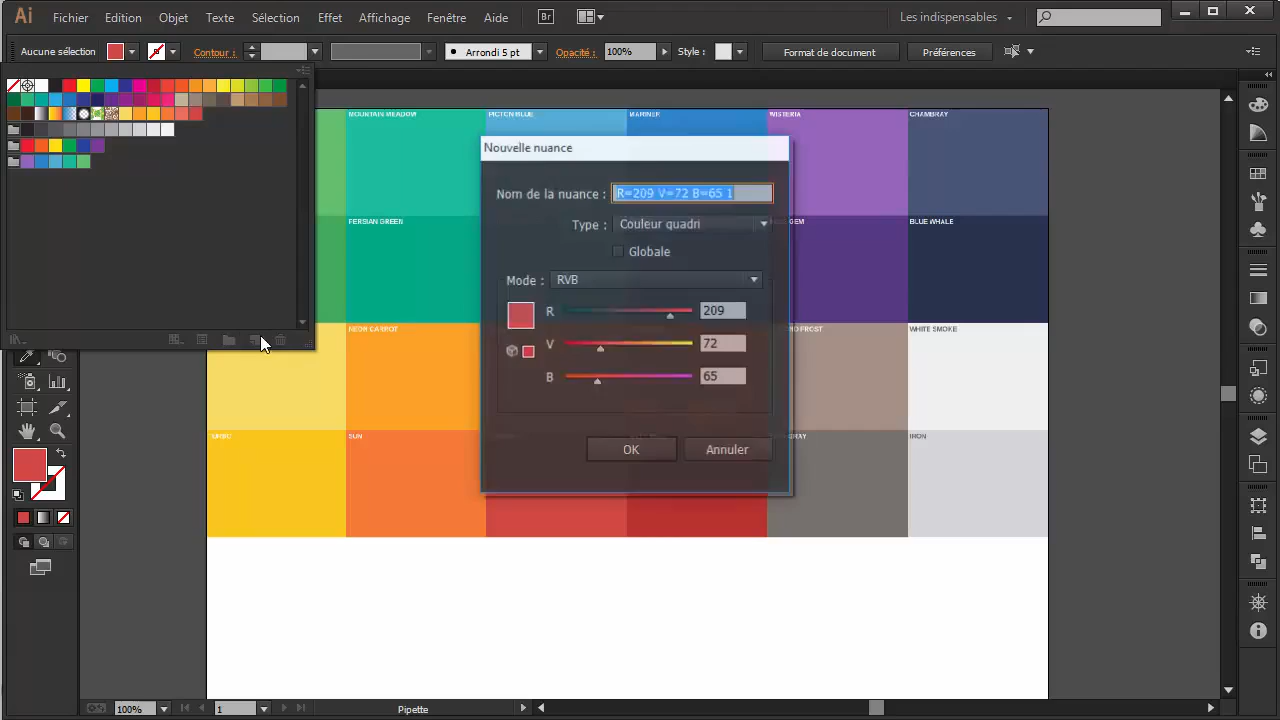 Ai Fichier Edition Objet Texte Sélection Effet Affichage Fenêtre Aide Br Les indispensables
Aucune sélection Contour : Arrondi 5 pt Opacité : 100% Style : Format de document Préférences
MOUNTAIN MEADOW PICTON BLUE MARINER WISTERIA CHAMBRAY
Nouvelle nuance
Nom de la nuance : R=209 V=72 B=65 1
PERSIAN GREEN GEM BLUE WHALE
Type : Couleur quadri
Globale
Mode : RVB
R 209
NEON CARROT FROST WHITE SMOKE
V 72
B 65
SUN IRON
OK Annuler
100% 1 Pipette